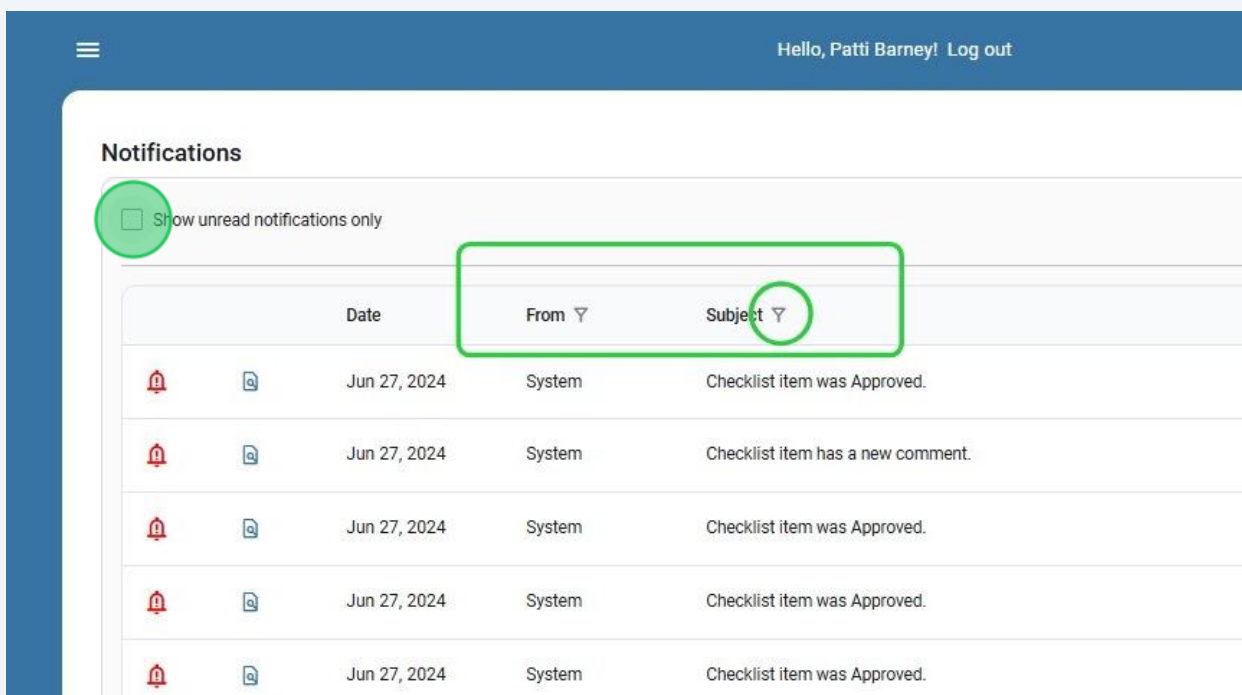 Hello, Patti Barney! Log out
Notifications
Show unread notifications only
Date From Subject
Jun 27, 2024 System Checklist item was Approved.
Jun 27, 2024 System Checklist item has a new comment.
Jun 27, 2024 System Checklist item was Approved.
Jun 27, 2024 System Checklist item was Approved.
Jun 27, 2024 System Checklist item was Approved.